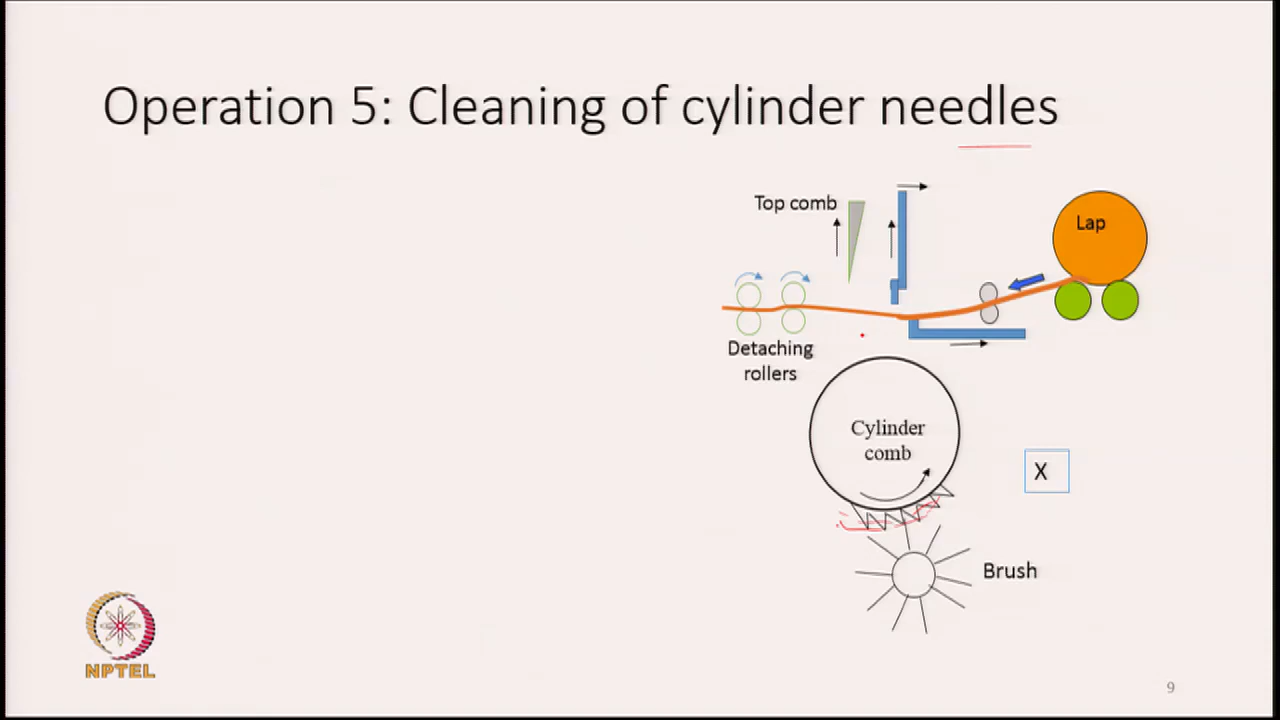 Operation 5: Cleaning of cylinder needles
Top comb
Lap
Detaching
rollers
Cylinder
comb
X
Brush
NPTEL
9